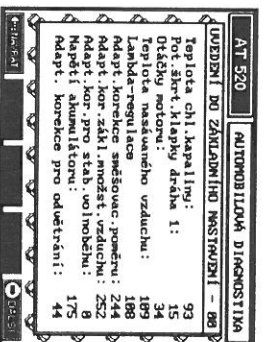 AT 520
AUTOMOBILOVÁ DIAGNOSTIKA
UVEDENÍ DO ZÁKLADNÍHO NASTAVENÍ - 00
Teplota chl.kapaliny: 93
Pot.škrt.klapky dráha 1: 15
Otáčky motoru: 34
Teplota nasávaného vzduchu: 109
Lambda-regulace 108
Adapt.korekce směšovac.poměru: 244
Adapt.kor.zákl.množst.vzduchu: 252
Adapt.kor.pro stab.volnoběhu: 0
Napětí akumulátoru: 175
Adapt. korekce pro odvětrání: 44
DALŠÍ